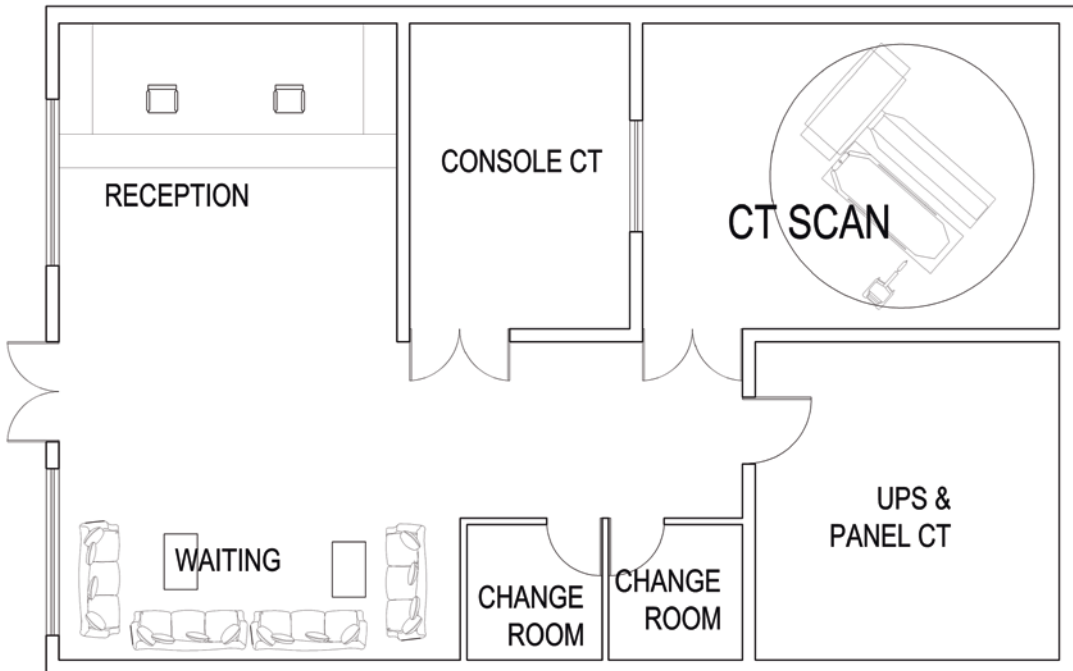 RECEPTION
CONSOLE CT
CT SCAN
WAITING
CHANGE
ROOM
CHANGE
ROOM
UPS &
PANEL CT